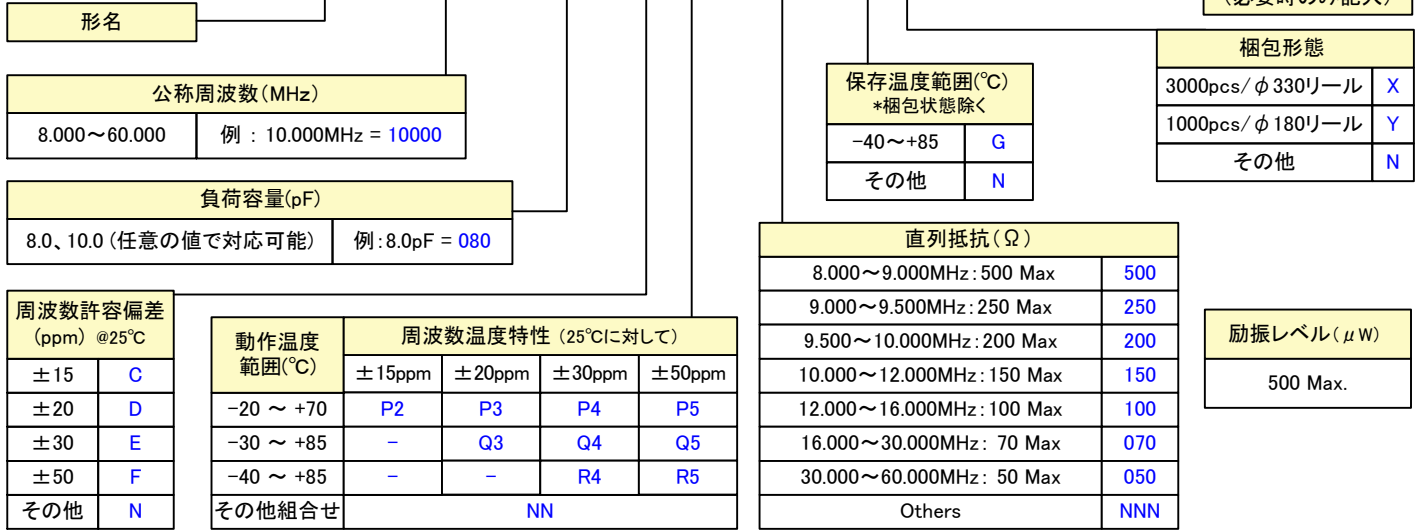 形名
(必要時のみ記入)
公称周波数(MHz)
8.000～60.000 例 : 10.000MHz = 10000
負荷容量(pF)
8.0、10.0 (任意の値で対応可能) 例:8.0pF = 080
周波数許容偏差
(ppm) @25℃
±15 C
±20 D
±30 E
±50 F
その他 N
動作温度
範囲(℃)
周波数温度特性 (25℃に対して)
±15ppm ±20ppm ±30ppm ±50ppm
-20 ～ +70 P2 P3 P4 P5
-30 ～ +85 - Q3 Q4 Q5
-40 ～ +85 - - R4 R5
その他組合せ NN
保存温度範囲(℃)
*梱包状態除く
-40～+85 G
その他 N
梱包形態
3000pcs/φ330リール X
1000pcs/φ180リール Y
その他 N
直列抵抗(Ω)
8.000～9.000MHz:500 Max 500
9.000～9.500MHz:250 Max 250
9.500～10.000MHz:200 Max 200
10.000～12.000MHz:150 Max 150
12.000～16.000MHz:100 Max 100
16.000～30.000MHz: 70 Max 070
30.000～60.000MHz: 50 Max 050
Others NNN
励振レベル(μW)
500 Max.